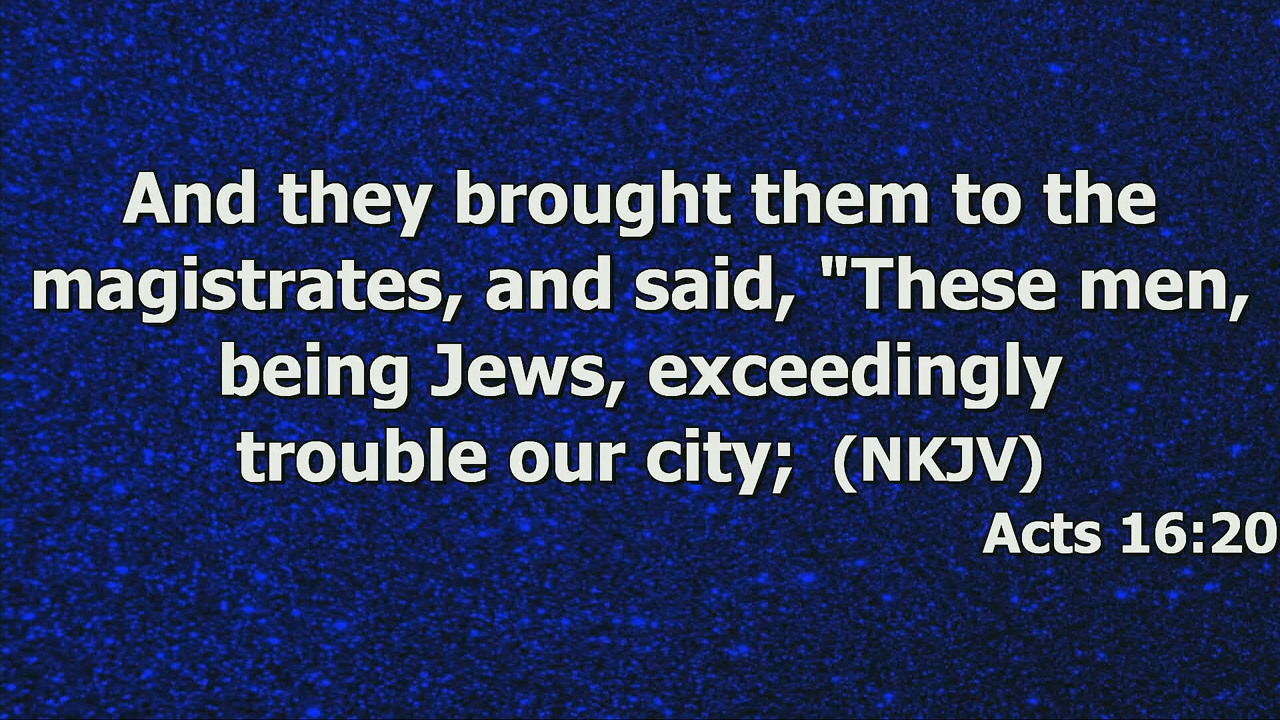 And they brought them to the
magistrates, and said, "These men,
being Jews, exceedingly
trouble our city; (NKJV)
Acts 16:20